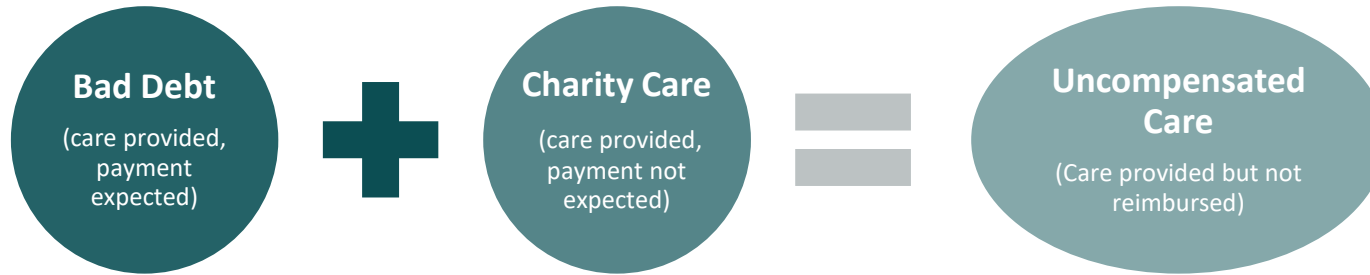 Bad Debt
(care provided,
payment
expected)
Charity Care
(care provided,
payment not
expected)
Uncompensated
Care
(Care provided but not
reimbursed)